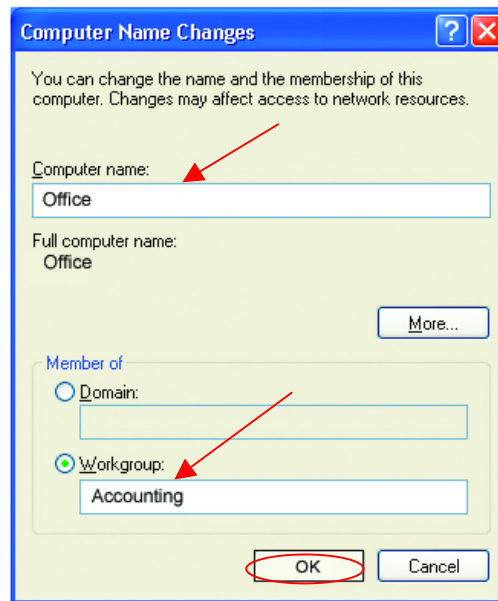 Computer Name Changes
You can change the name and the membership of this
computer. Changes may affect access to network resources.
Computer name:
Office
Full computer name:
Office
More...
Member of
Domain:
Workgroup:
Accounting
OK
Cancel